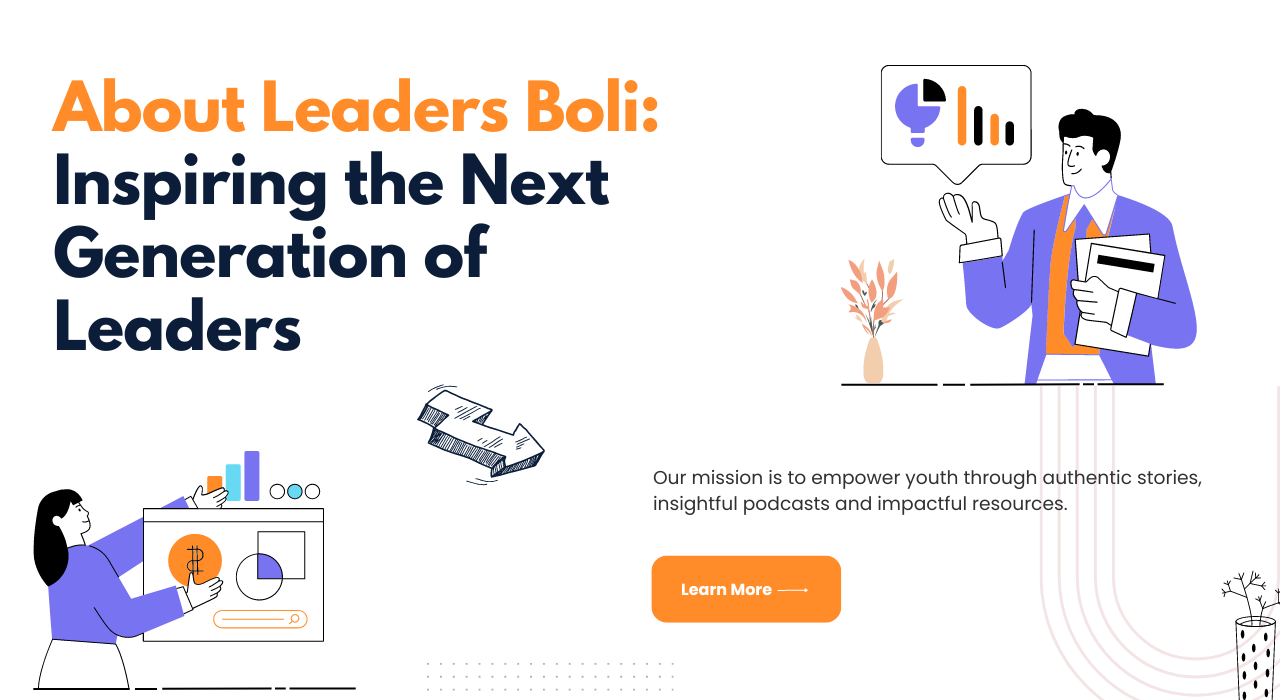 About Leaders Boli:
Inspiring the Next
Generation of
Leaders
Our mission is to empower youth through authentic stories,
insightful podcasts and impactful resources.
Learn More